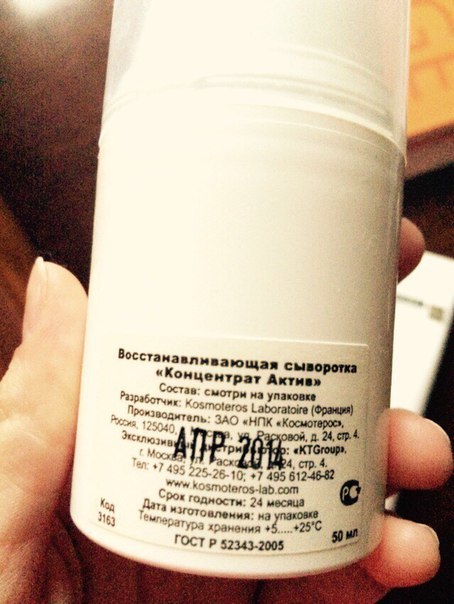 Восстанавливающая сыворотка
«Концентрат Актив»
Состав: смотри на упаковке
Разработчик: Kosmoteros Laboratoire (Франция)
Производитель: ЗАО «НПК «Космотерос»,
Россия, 125040, ул. Расковой, д. 24, стр. 4.
АПР 2014
«KTGroup»,
г. Москва, ул. Расковой, д. 24, стр. 4.
Тел: +7 495 225-26-10; +7 495 612-46-82
www.kosmoteros-lab.com
Срок годности: 24 месяца
Дата изготовления: на упаковке
Температура хранения +5.....+25°C
ГОСТ Р 52343-2005
Код
3163
50 мл